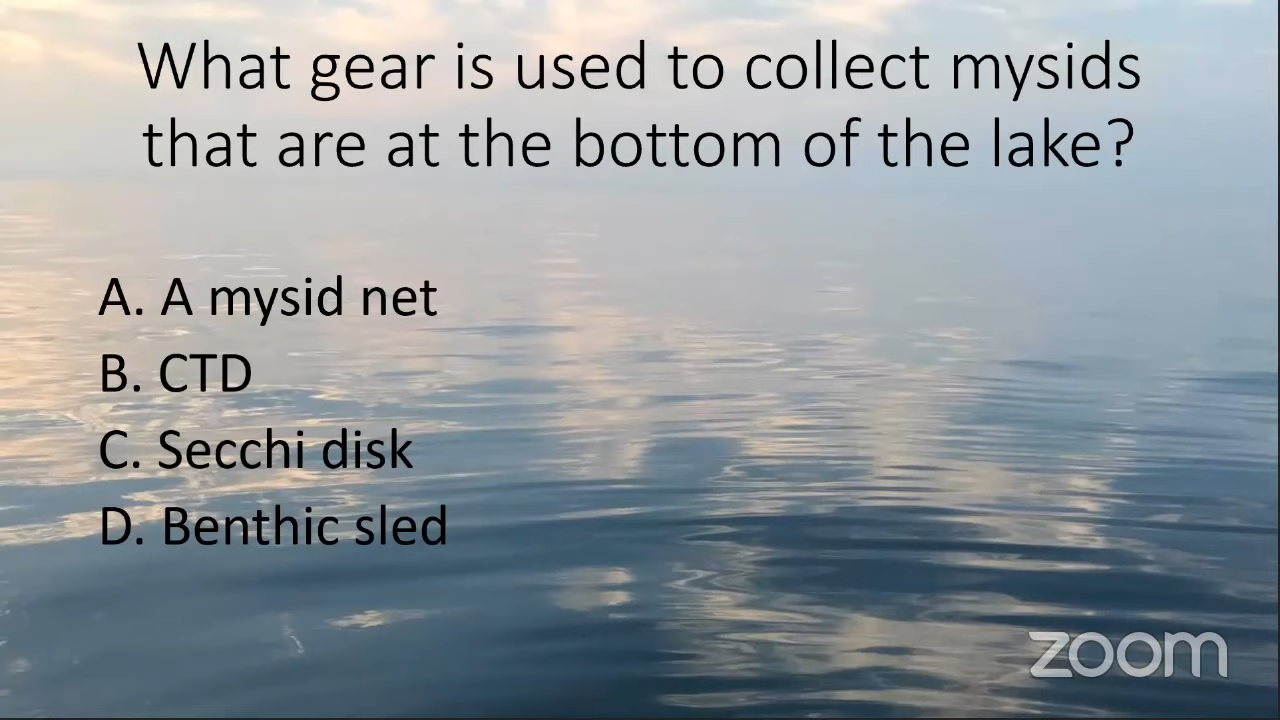 What gear is used to collect mysids
that are at the bottom of the lake?
A. A mysid net
B. CTD
C. Secchi disk
D. Benthic sled
zoom